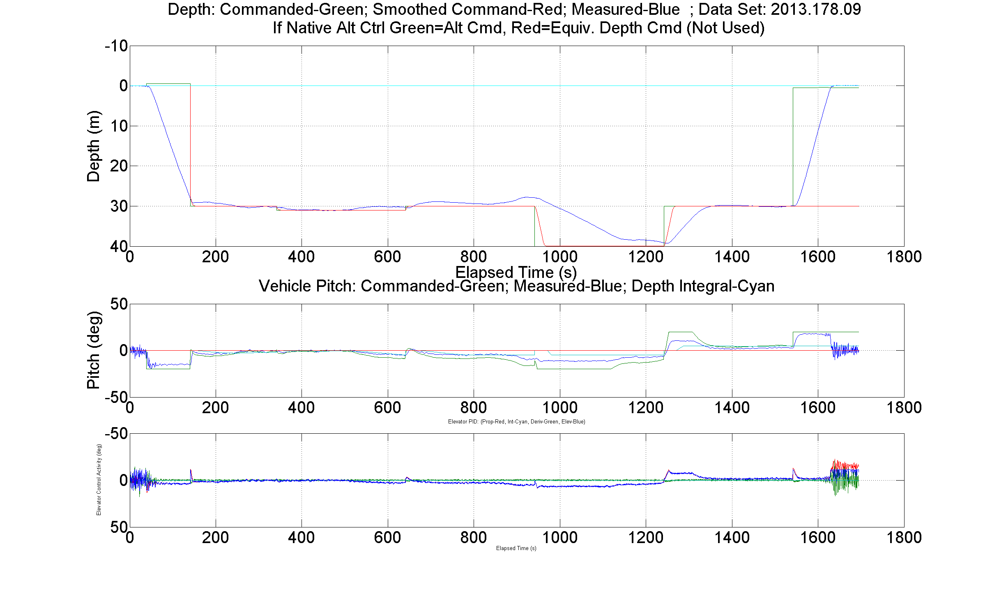 Depth: Commanded-Green; Smoothed Command-Red; Measured-Blue  ; Data Set: 2013.178.09
If Native Alt Ctrl Green=Alt Cmd, Red=Equiv. Depth Cmd (Not Used)
-10
0
10
20
30
40
Depth (m)
0 200 400 600 800 1000 1200 1400 1600 1800
Elapsed Time (s)
Vehicle Pitch: Commanded-Green; Measured-Blue; Depth Integral-Cyan
50
0
-50
Pitch (deg)
0 200 400 600 800 1000 1200 1400 1600 1800
Elevator PID: (Prop-Red, Int-Cyan, Deriv-Green, Elev-Blue)
-50
0
50
Elevator Control Activity (deg)
0 200 400 600 800 1000 1200 1400 1600 1800
Elapsed Time (s)